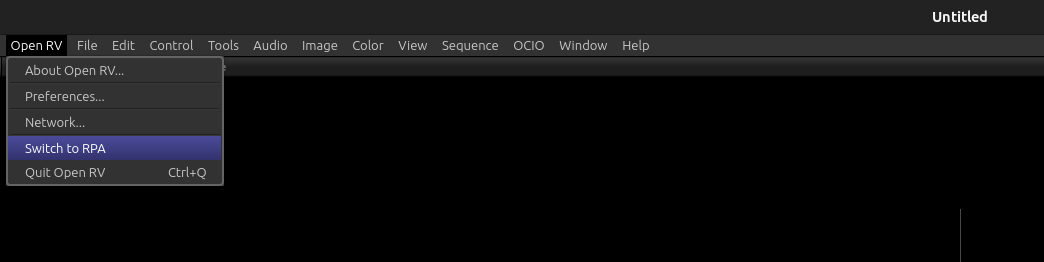 Untitled
Open RV File Edit Control Tools Audio Image Color View Sequence OCIO Window Help
About Open RV...
Preferences...
Network...
Switch to RPA
Quit Open RV Ctrl+Q